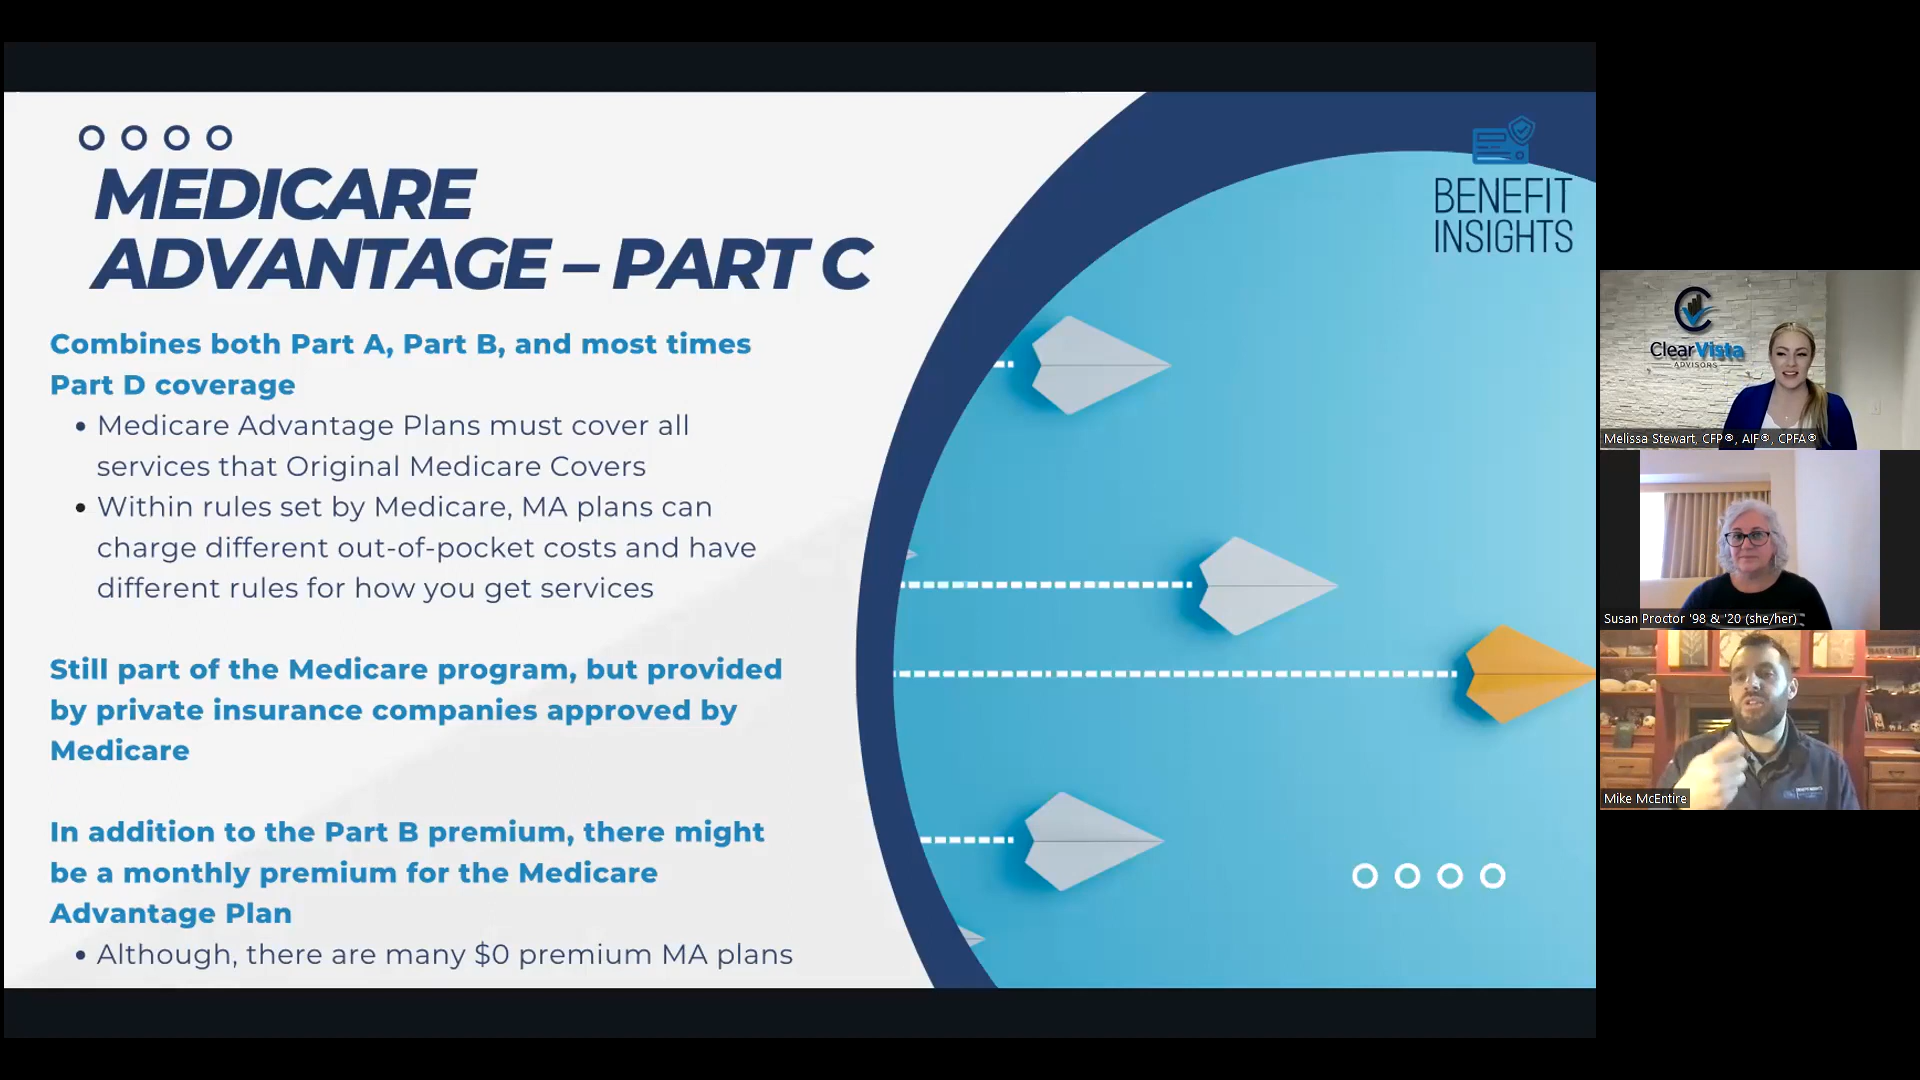 MEDICARE
ADVANTAGE – PART C
Combines both Part A, Part B, and most times
Part D coverage
• Medicare Advantage Plans must cover all
services that Original Medicare Covers
• Within rules set by Medicare, MA plans can
charge different out-of-pocket costs and have
different rules for how you get services
Still part of the Medicare program, but provided
by private insurance companies approved by
Medicare
In addition to the Part B premium, there might
be a monthly premium for the Medicare
Advantage Plan
• Although, there are many $0 premium MA plans
BENEFIT
INSIGHTS
ClearVista
ADVISORS
Melissa Stewart, CFP®, AIF®, CPFA®
Susan Proctor '98 & '20 (she/her)
Mike McEntire